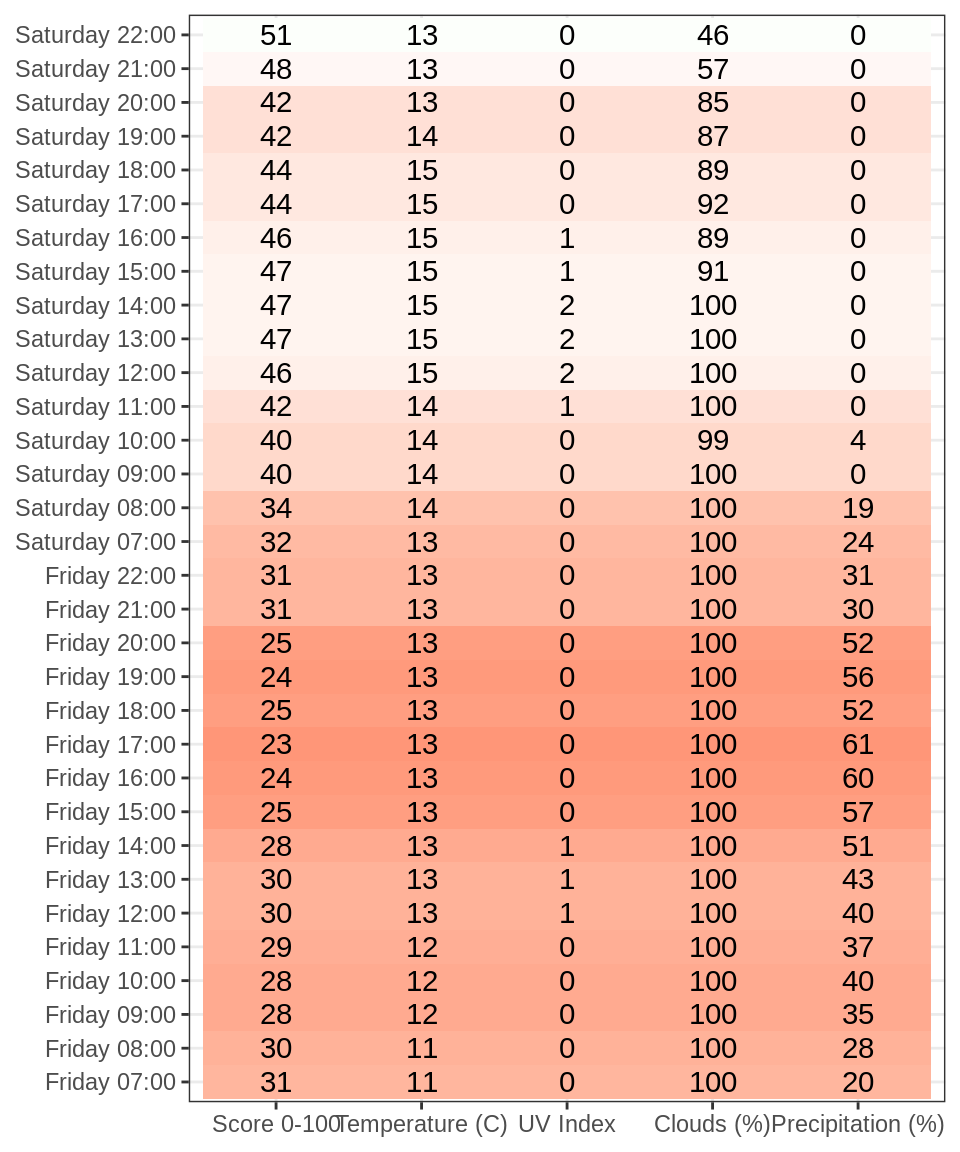 Saturday 22:00 51 13 0 46 0
Saturday 21:00 48 13 0 57 0
Saturday 20:00 42 13 0 85 0
Saturday 19:00 42 14 0 87 0
Saturday 18:00 44 15 0 89 0
Saturday 17:00 44 15 0 92 0
Saturday 16:00 46 15 1 89 0
Saturday 15:00 47 15 1 91 0
Saturday 14:00 47 15 2 100 0
Saturday 13:00 47 15 2 100 0
Saturday 12:00 46 15 2 100 0
Saturday 11:00 42 14 1 100 0
Saturday 10:00 40 14 0 99 4
Saturday 09:00 40 14 0 100 0
Saturday 08:00 34 14 0 100 19
Saturday 07:00 32 13 0 100 24
Friday 22:00 31 13 0 100 31
Friday 21:00 31 13 0 100 30
Friday 20:00 25 13 0 100 52
Friday 19:00 24 13 0 100 56
Friday 18:00 25 13 0 100 52
Friday 17:00 23 13 0 100 61
Friday 16:00 24 13 0 100 60
Friday 15:00 25 13 0 100 57
Friday 14:00 28 13 1 100 51
Friday 13:00 30 13 1 100 43
Friday 12:00 30 13 1 100 40
Friday 11:00 29 12 0 100 37
Friday 10:00 28 12 0 100 40
Friday 09:00 28 12 0 100 35
Friday 08:00 30 11 0 100 28
Friday 07:00 31 11 0 100 20
Score 0-100 Temperature (C) UV Index Clouds (%) Precipitation (%)